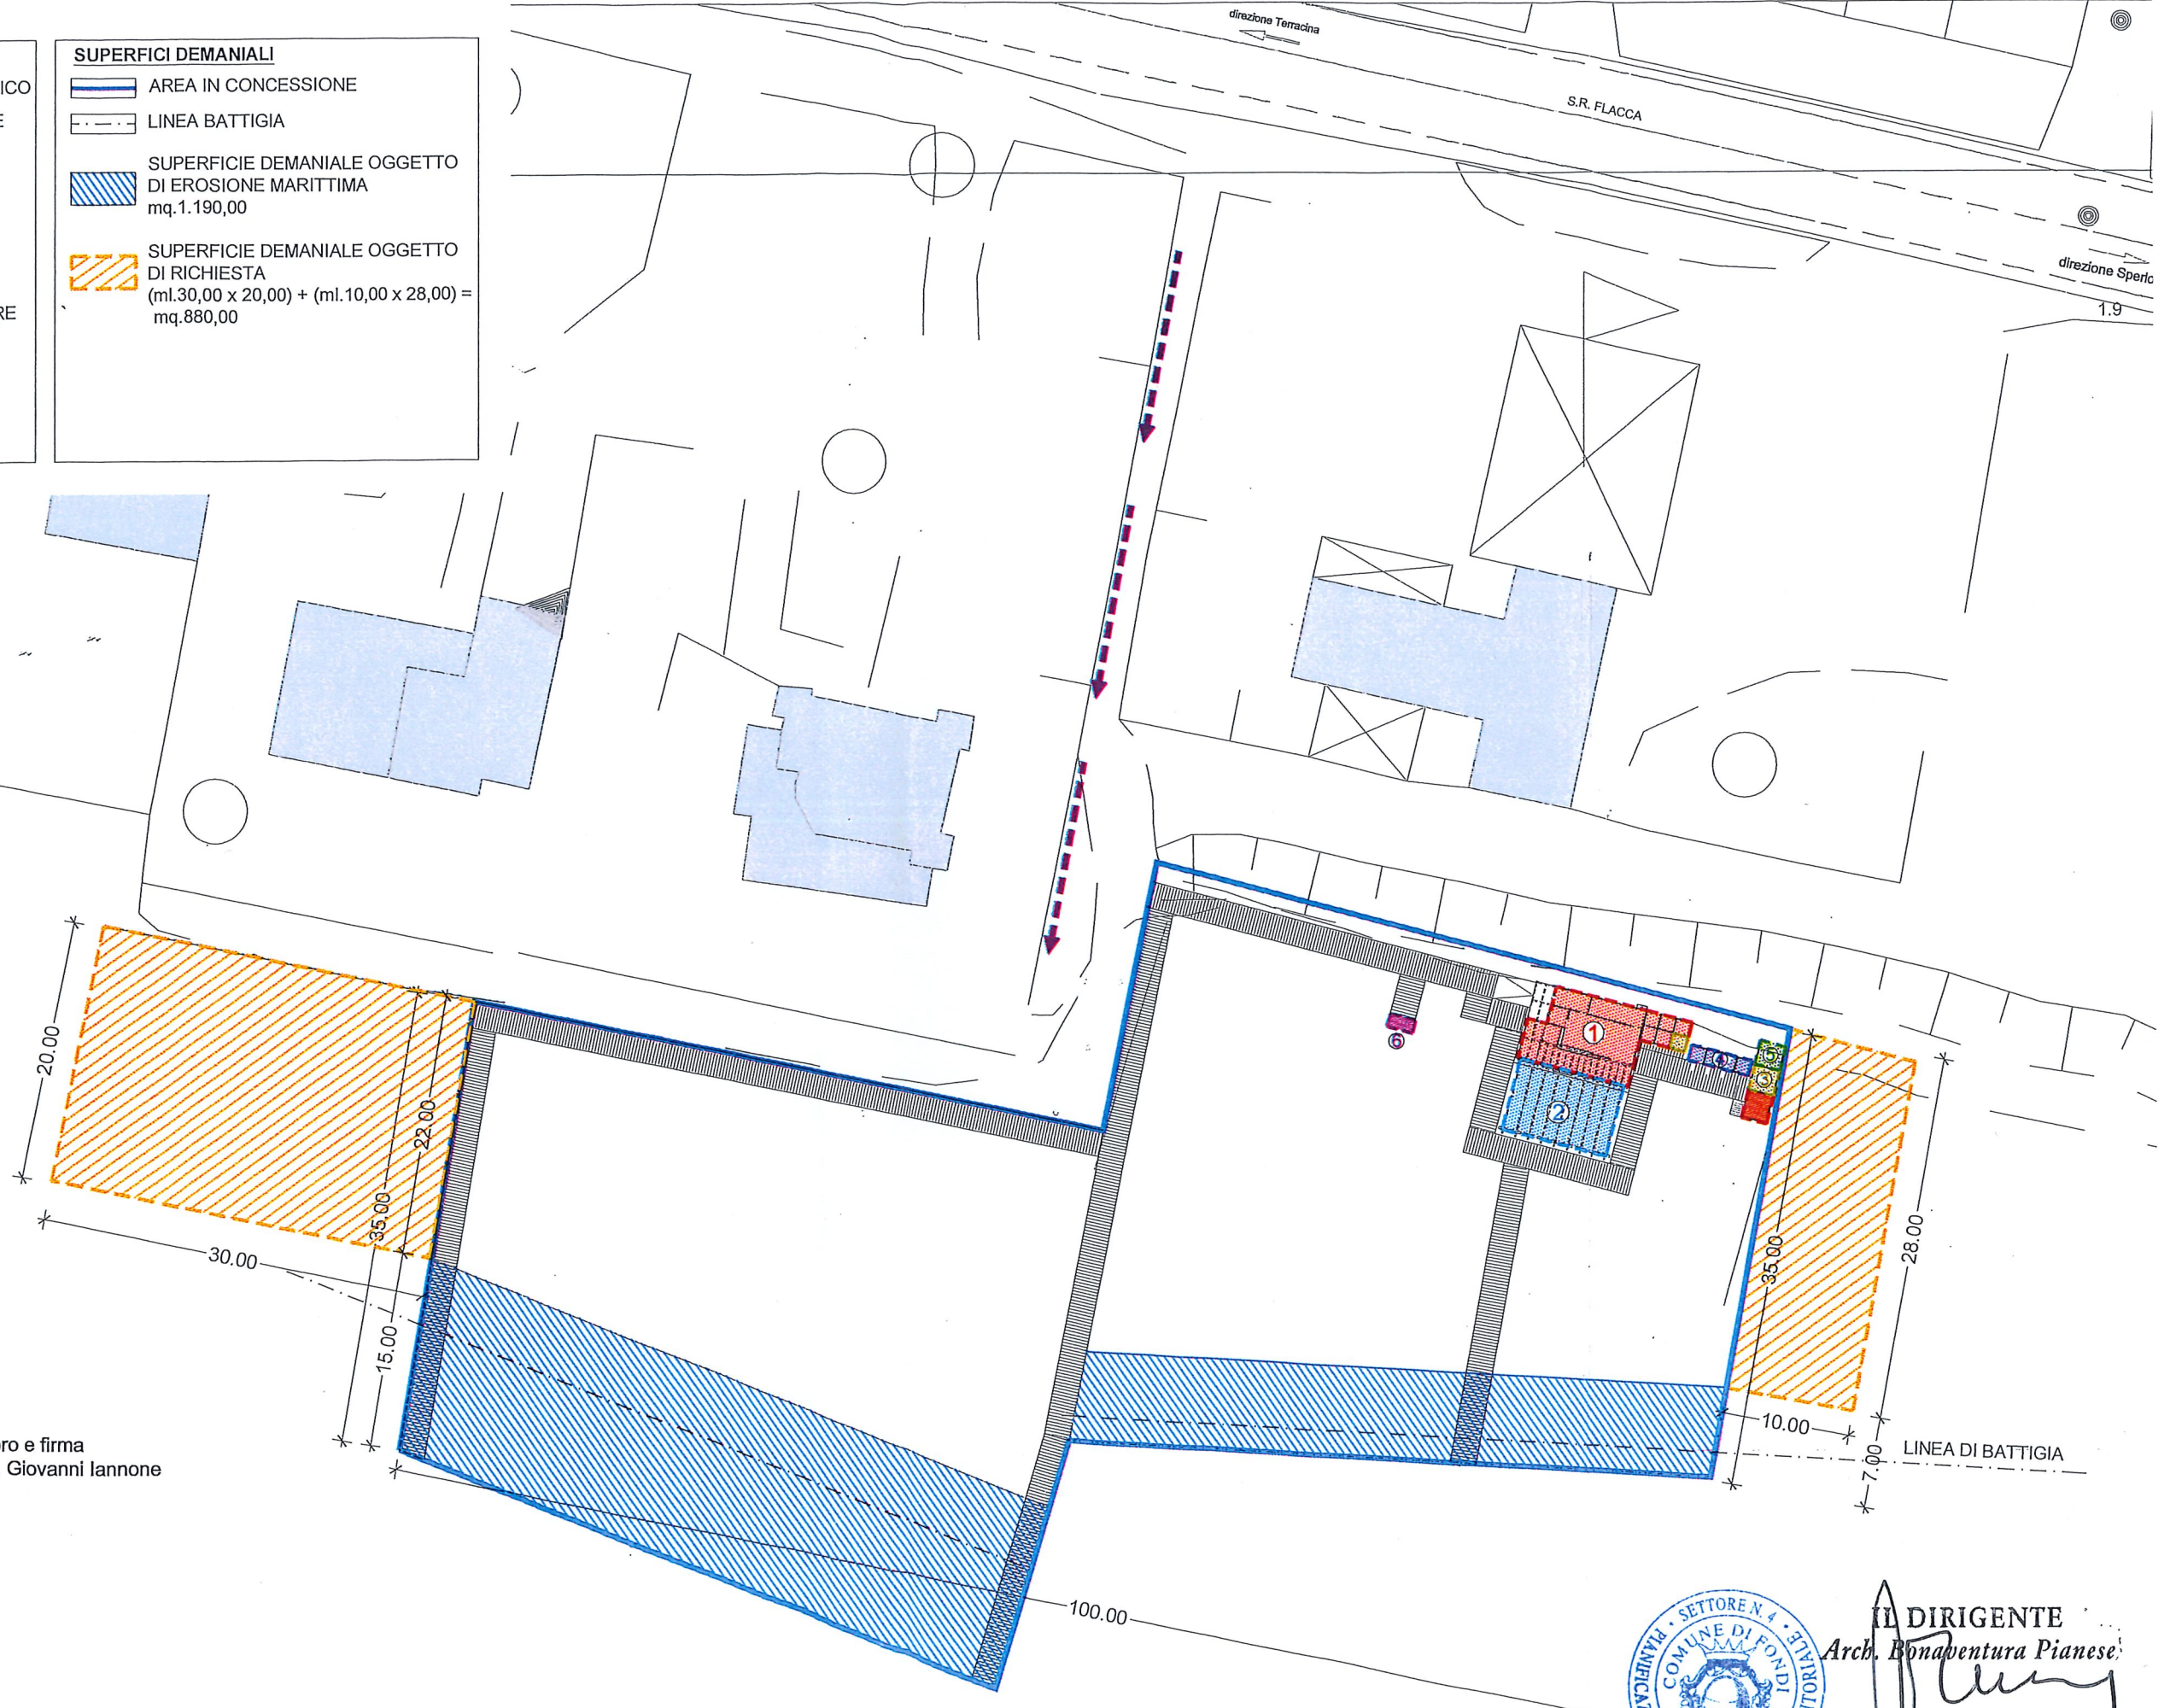 ICO
E
RE
SUPERFICI DEMANIALI
AREA IN CONCESSIONE
LINEA BATTIGIA
SUPERFICIE DEMANIALE OGGETTO
DI EROSIONE MARITTIMA
mq.1.190,00
SUPERFICIE DEMANIALE OGGETTO
DI RICHIESTA
(ml.30,00 x 20,00) + (ml.10,00 x 28,00) =
mq.880,00
direzione Terracina
S.R. FLACCA
direzione Sperlo
1.9
20.00
30.00
22.00
35.00
15.00
1
2
3
4
5
6
35.00
28.00
10.00
7.00
LINEA DI BATTIGIA
100.00
ro e firma
Giovanni Iannone
SETTORE N. 4
COMUNE DI FONDI
IL DIRIGENTE
Arch. Bonaventura Pianese